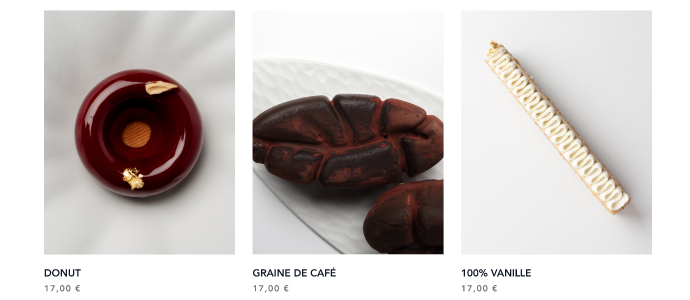 DONUT
17,00 €
GRAINE DE CAFÉ
17,00 €
100% VANILLE
17,00 €